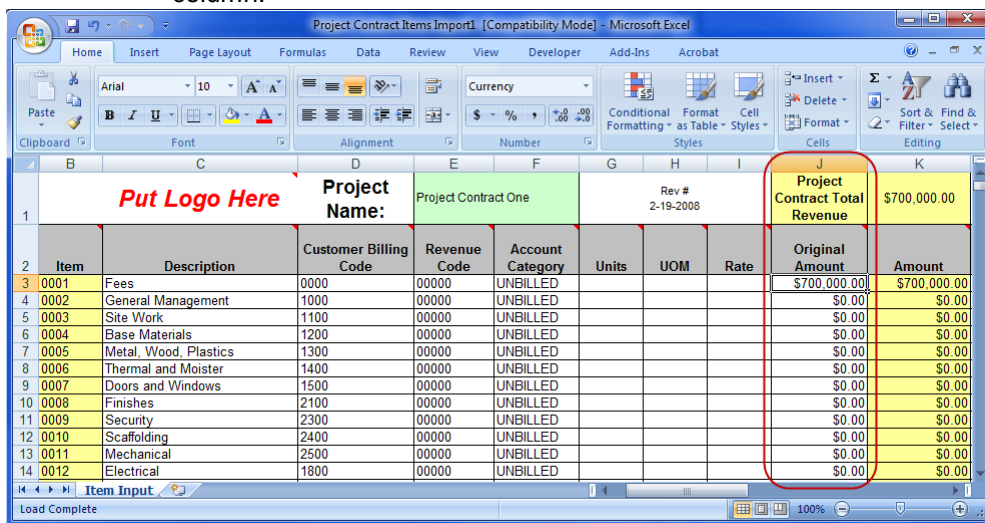 column.
Project Contract Items Import1 [Compatibility Mode] - Microsoft Excel
Home Insert Page Layout Formulas Data Review View Developer Add-Ins Acrobat
Paste
Arial 10 A A
B I U A
Currency
$ % , .0 .00 .00 .0
Conditional Formatting Format as Table Cell Styles
Insert
Delete
Format
Σ
Sort & Filter Find & Select
Clipboard Font Alignment Number Styles Cells Editing
B C D E F G H I J K
1 Put Logo Here Project Name: Project Contract One Rev # 2-19-2008 Project Contract Total Revenue $700,000.00
2 Item Description Customer Billing Code Revenue Code Account Category Units UOM Rate Original Amount Amount
3 0001 Fees 0000 00000 UNBILLED $700,000.00 $700,000.00
4 0002 General Management 1000 00000 UNBILLED $0.00 $0.00
5 0003 Site Work 1100 00000 UNBILLED $0.00 $0.00
6 0004 Base Materials 1200 00000 UNBILLED $0.00 $0.00
7 0005 Metal, Wood, Plastics 1300 00000 UNBILLED $0.00 $0.00
8 0006 Thermal and Moister 1400 00000 UNBILLED $0.00 $0.00
9 0007 Doors and Windows 1500 00000 UNBILLED $0.00 $0.00
10 0008 Finishes 2100 00000 UNBILLED $0.00 $0.00
11 0009 Security 2300 00000 UNBILLED $0.00 $0.00
12 0010 Scaffolding 2400 00000 UNBILLED $0.00 $0.00
13 0011 Mechanical 2500 00000 UNBILLED $0.00 $0.00
14 0012 Electrical 1800 00000 UNBILLED $0.00 $0.00
Item Input
Load Complete 100%